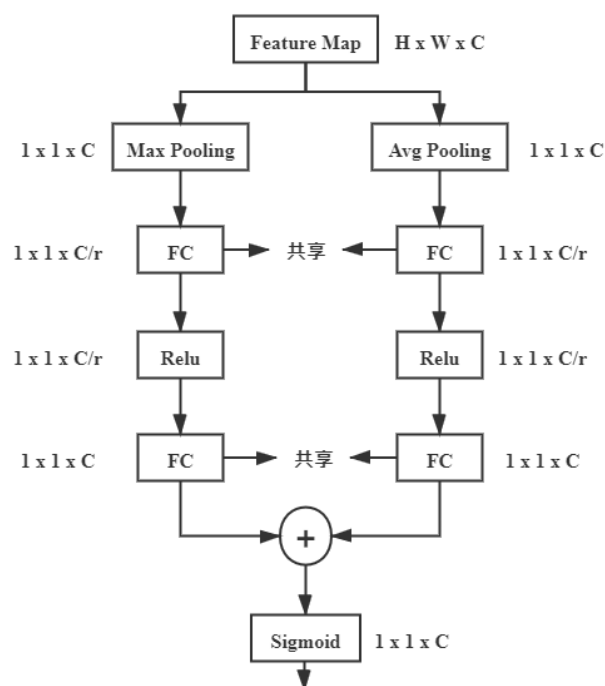 Feature Map H x W x C
1 x 1 x C Max Pooling Avg Pooling 1 x 1 x C
1 x 1 x C/r FC 共享 FC 1 x 1 x C/r
1 x 1 x C/r Relu Relu 1 x 1 x C/r
1 x 1 x C FC 共享 FC 1 x 1 x C
+
Sigmoid 1 x 1 x C